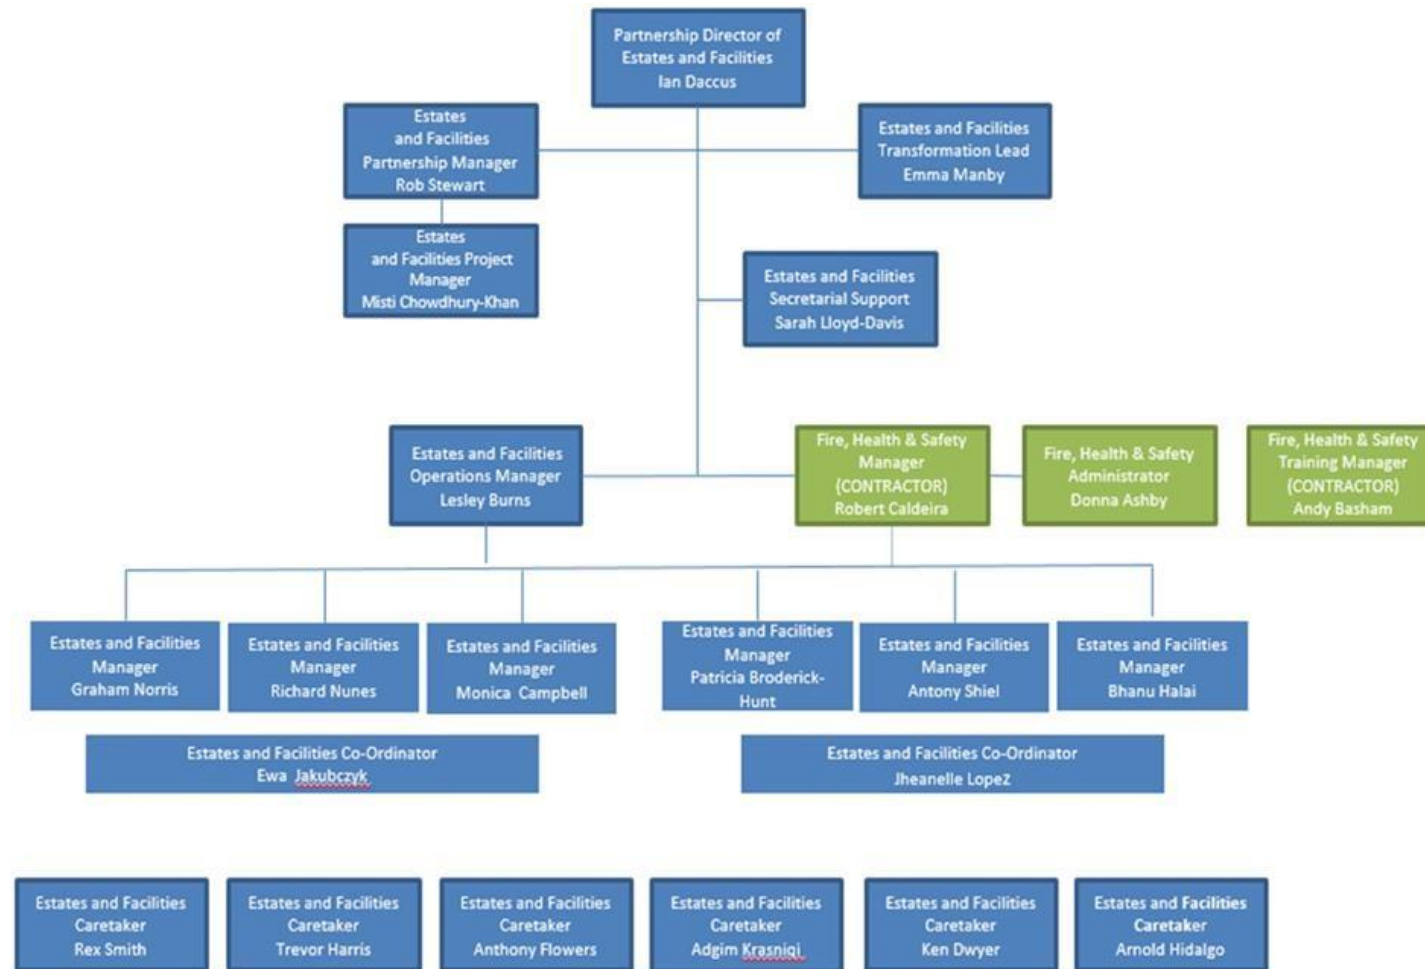 Partnership Director of
Estates and Facilities
Ian Daccus
Estates
and Facilities
Partnership Manager
Rob Stewart
Estates and Facilities
Transformation Lead
Emma Manby
Estates
and Facilities Project
Manager
Misti Chowdhury-Khan
Estates and Facilities
Secretarial Support
Sarah Lloyd-Davis
Estates and Facilities
Operations Manager
Lesley Burns
Fire, Health & Safety
Manager
(CONTRACTOR)
Robert Caldeira
Fire, Health & Safety
Administrator
Donna Ashby
Fire, Health & Safety
Training Manager
(CONTRACTOR)
Andy Basham
Estates and Facilities
Manager
Graham Norris
Estates and Facilities
Manager
Richard Nunes
Estates and Facilities
Manager
Monica Campbell
Estates and Facilities
Manager
Patricia Broderick-
Hunt
Estates and Facilities
Manager
Antony Shiel
Estates and Facilities
Manager
Bhanu Halai
Estates and Facilities Co-Ordinator
Ewa Jakubczyk
Estates and Facilities Co-Ordinator
Jheanelle Lopez
Estates and Facilities
Caretaker
Rex Smith
Estates and Facilities
Caretaker
Trevor Harris
Estates and Facilities
Caretaker
Anthony Flowers
Estates and Facilities
Caretaker
Adgim Krasniqi
Estates and Facilities
Caretaker
Ken Dwyer
Estates and Facilities
Caretaker
Arnold Hidalgo